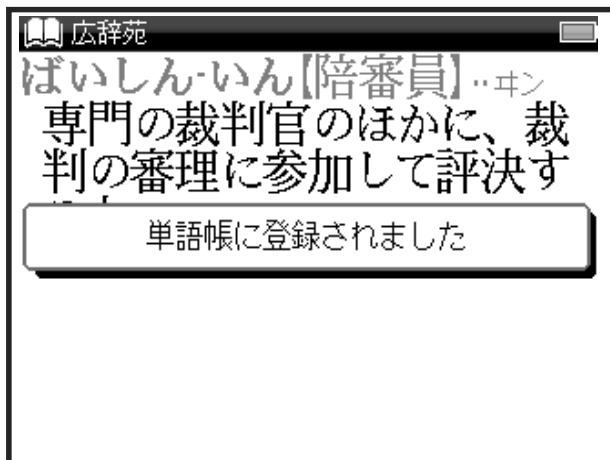 広辞苑
ばいしん‐いん【陪審員】‥ヰン
専門の裁判官のほかに、裁
判の審理に参加して評決す
単語帳に登録されました